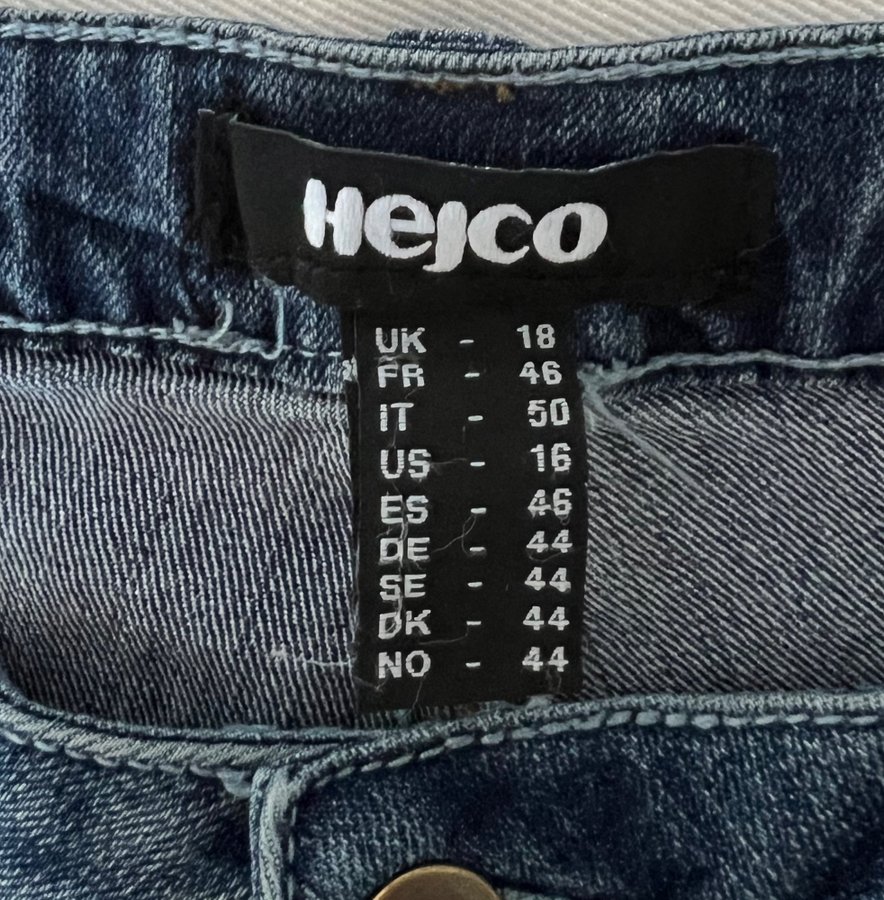 Hejco
UK - 18
FR - 46
IT - 50
US - 16
ES - 46
DE - 44
SE - 44
DK - 44
NO - 44